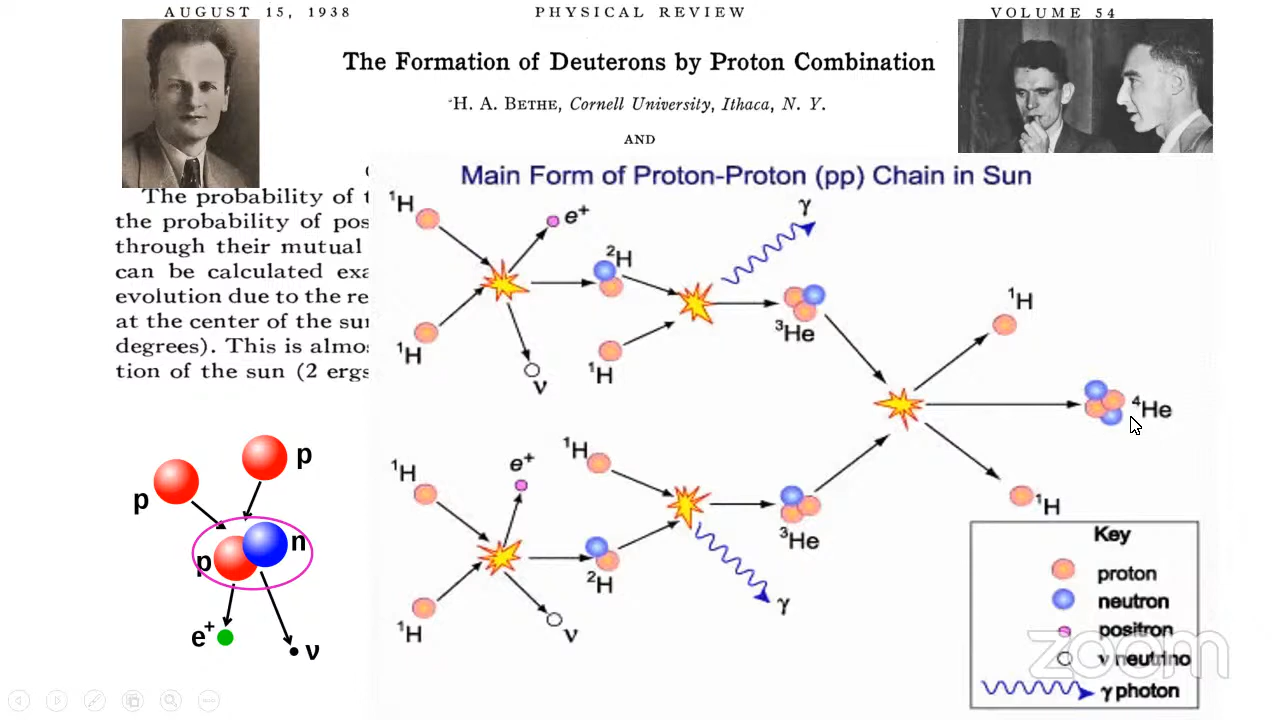 AUGUST 15, 1938 PHYSICAL REVIEW VOLUME 54
The Formation of Deuterons by Proton Combination
H. A. BETHE, Cornell University, Ithaca, N. Y.
AND
The probability of t
the probability of pos
through their mutual
can be calculated exa
evolution due to the re
at the center of the sun
degrees). This is almo
tion of the sun (2 ergs
Main Form of Proton-Proton (pp) Chain in Sun
¹H
e⁺
γ
²H
¹H
ν
¹H
³He
¹H
⁴He
¹H
¹H
e⁺
¹H
¹H
ν
²H
³He
γ
p
p
p
n
e⁺
ν
Key
proton
neutron
positron
ν neutrino
γ photon
zoom